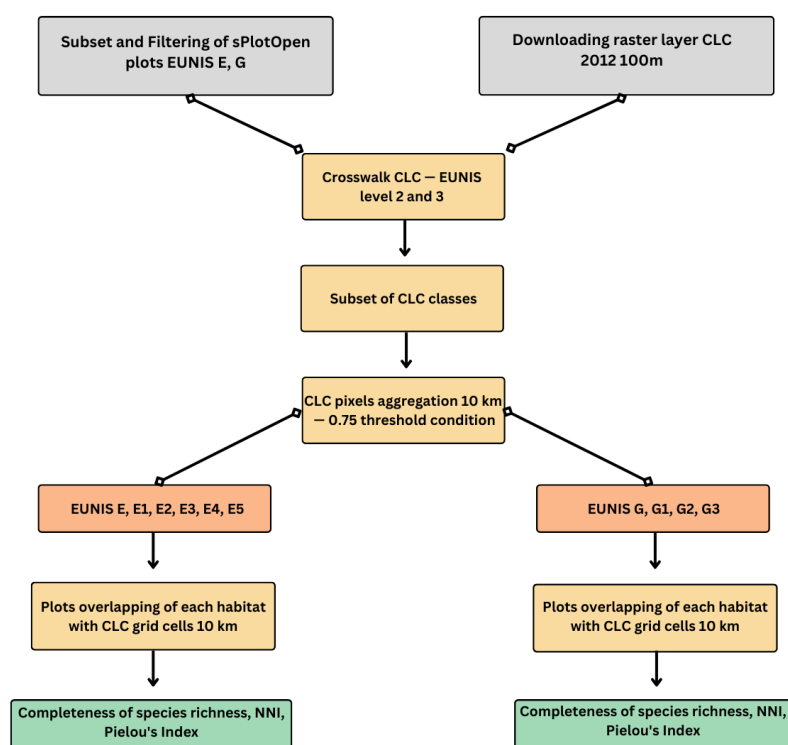 Subset and Filtering of sPlotOpen
plots EUNIS E, G
Downloading raster layer CLC
2012 100m
Crosswalk CLC — EUNIS
level 2 and 3
Subset of CLC classes
CLC pixels aggregation 10 km
— 0.75 threshold condition
EUNIS E, E1, E2, E3, E4, E5
EUNIS G, G1, G2, G3
Plots overlapping of each habitat
with CLC grid cells 10 km
Plots overlapping of each habitat
with CLC grid cells 10 km
Completeness of species richness, NNI,
Pielou's Index
Completeness of species richness, NNI,
Pielou's Index